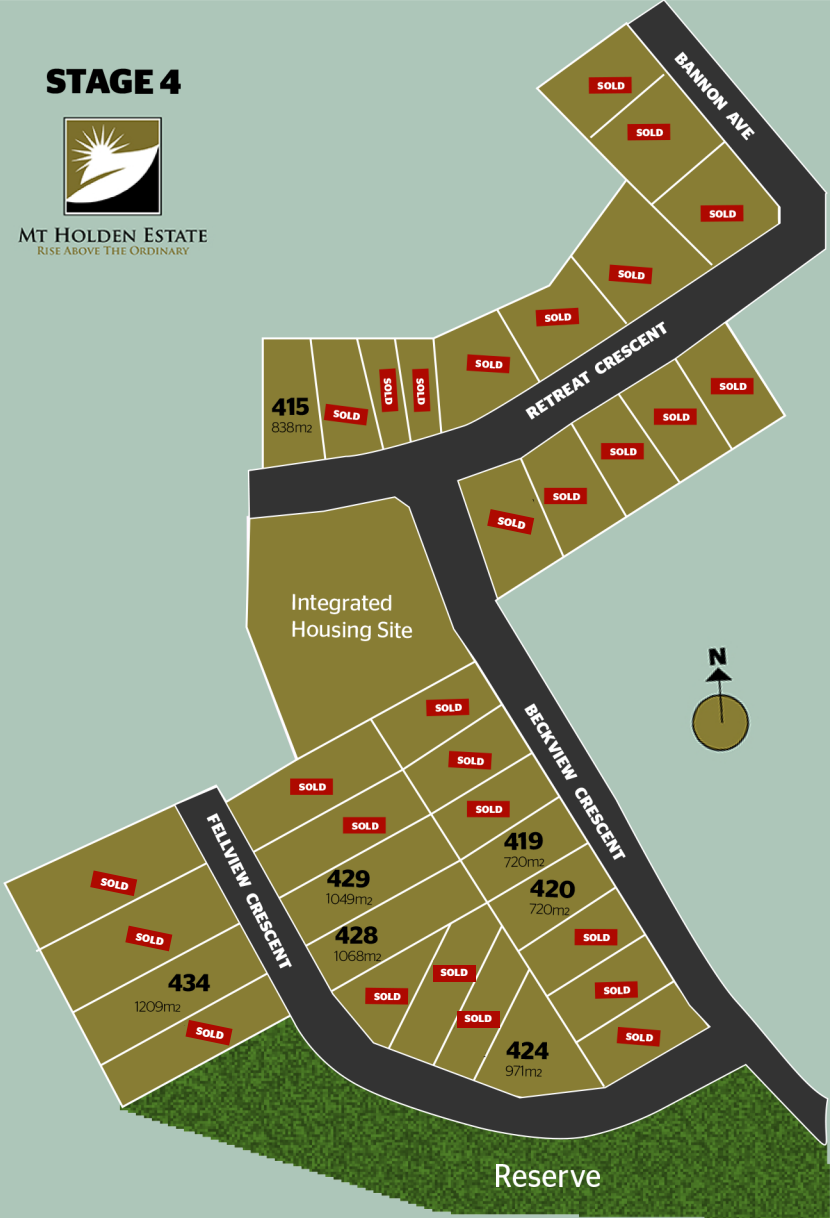 STAGE 4
MT HOLDEN ESTATE
RISE ABOVE THE ORDINARY
BANNON AVE
SOLD
SOLD
SOLD
SOLD
SOLD
SOLD
RETREAT CRESCENT
SOLD
SOLD
SOLD
415
838m2
SOLD
SOLD
SOLD
SOLD
SOLD
Integrated
Housing Site
N
SOLD
SOLD
SOLD
BECKVIEW CRESCENT
419
720m2
420
720m2
SOLD
SOLD
SOLD
SOLD
SOLD
429
1049m2
428
1068m2
SOLD
SOLD
SOLD
424
971m2
FELLVIEW CRESCENT
SOLD
SOLD
434
1209m2
SOLD
Reserve